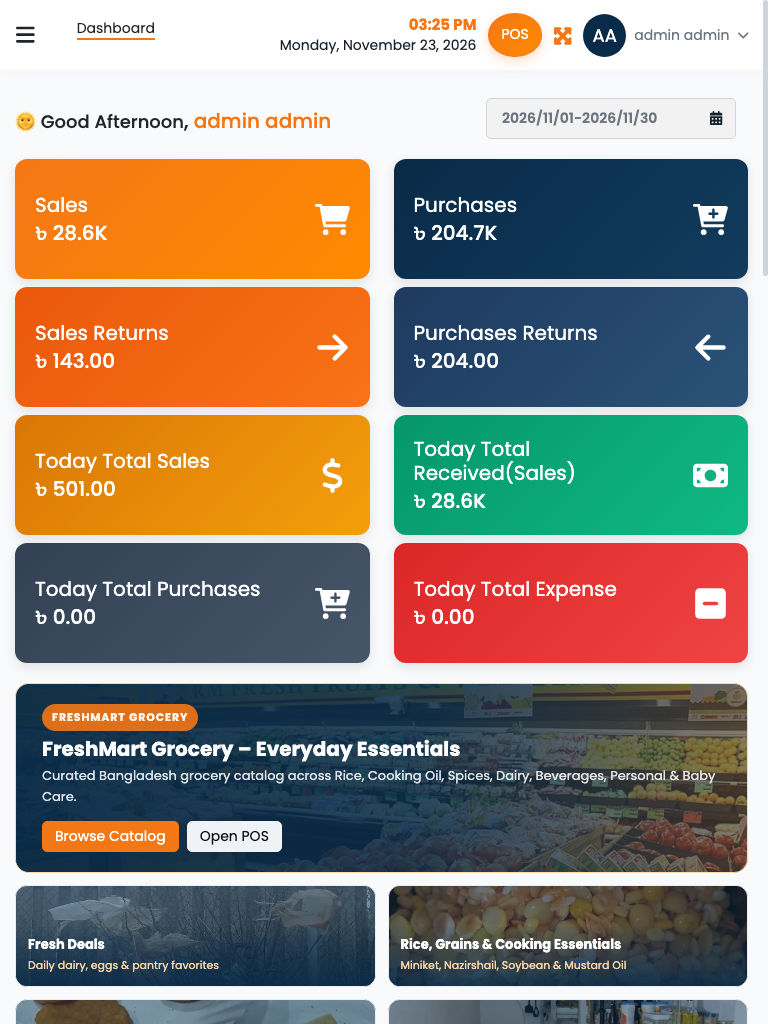 Dashboard
03:25 PM
Monday, November 23, 2026
POS
AA
admin admin
Good Afternoon, admin admin
2026/11/01-2026/11/30
Sales
৳ 28.6K
Purchases
৳ 204.7K
Sales Returns
৳ 143.00
Purchases Returns
৳ 204.00
Today Total Sales
৳ 501.00
Today Total
Received(Sales)
৳ 28.6K
Today Total Purchases
৳ 0.00
Today Total Expense
৳ 0.00
FRESHMART GROCERY
FreshMart Grocery – Everyday Essentials
Curated Bangladesh grocery catalog across Rice, Cooking Oil, Spices, Dairy, Beverages, Personal & Baby
Care.
Browse Catalog
Open POS
Fresh Deals
Daily dairy, eggs & pantry favorites
Rice, Grains & Cooking Essentials
Miniket, Nazirshail, Soybean & Mustard Oil